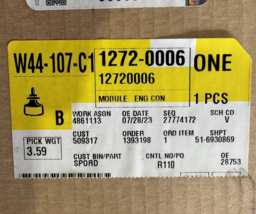 W44-107-C1 1272-0006 ONE
12720006
MODULE ENG CON
1 PCS
B
WORK ASGN OE DATE SEQ SCH CD
4861113 07/28/23 27774172 V
CUST ORDER ORD ITEM SHPT
509317 1393198 1 51-6930869
PICK WGT
3.59
CUST BIN/PART CNTL NO/PO OE
SPORD R110 28753